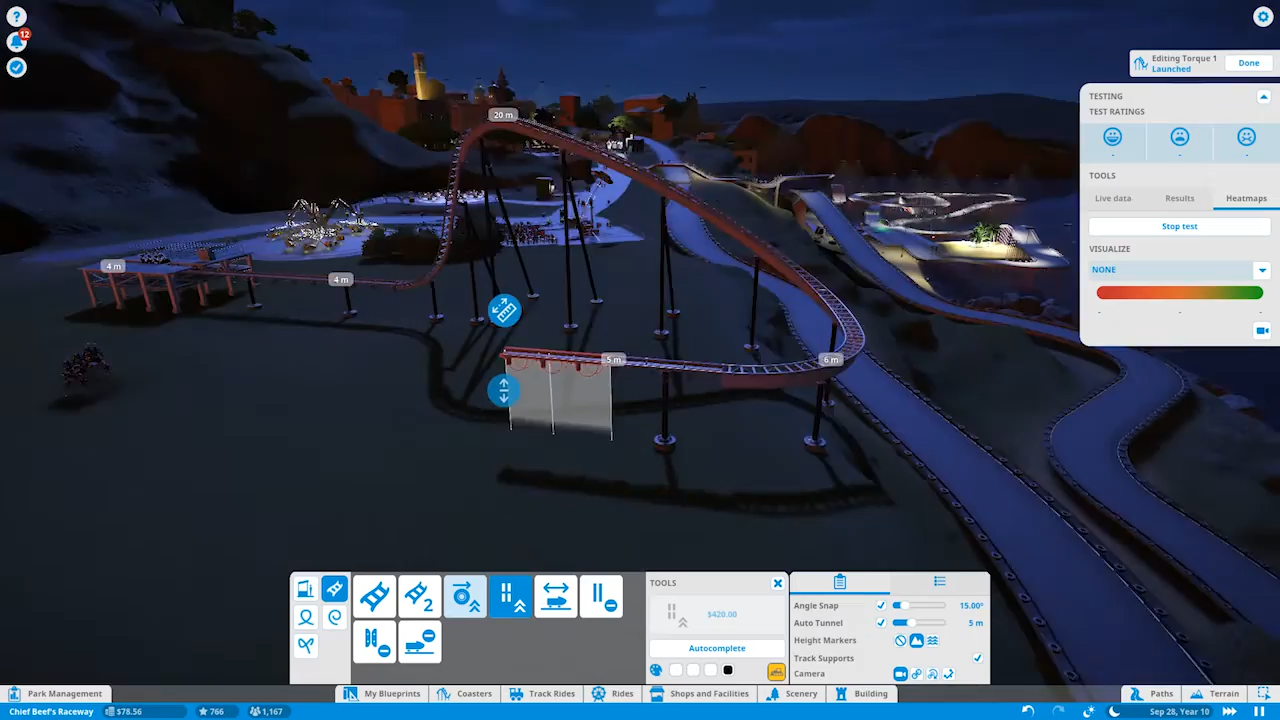 ?
12
Editing Torque 1
Launched
Done
TESTING
TEST RATINGS
-
-
-
TOOLS
Live data
Results
Heatmaps
Stop test
VISUALIZE
NONE
-
-
-
20 m
4 m
4 m
5 m
6 m
2
TOOLS
$420.00
Autocomplete
Angle Snap
15.00°
Auto Tunnel
5 m
Height Markers
Track Supports
Camera
Park Management
My Blueprints
Coasters
Track Rides
Rides
Shops and Facilities
Scenery
Building
Paths
Terrain
Chief Beef's Raceway
$78.56
766
1,167
Sep 28, Year 10